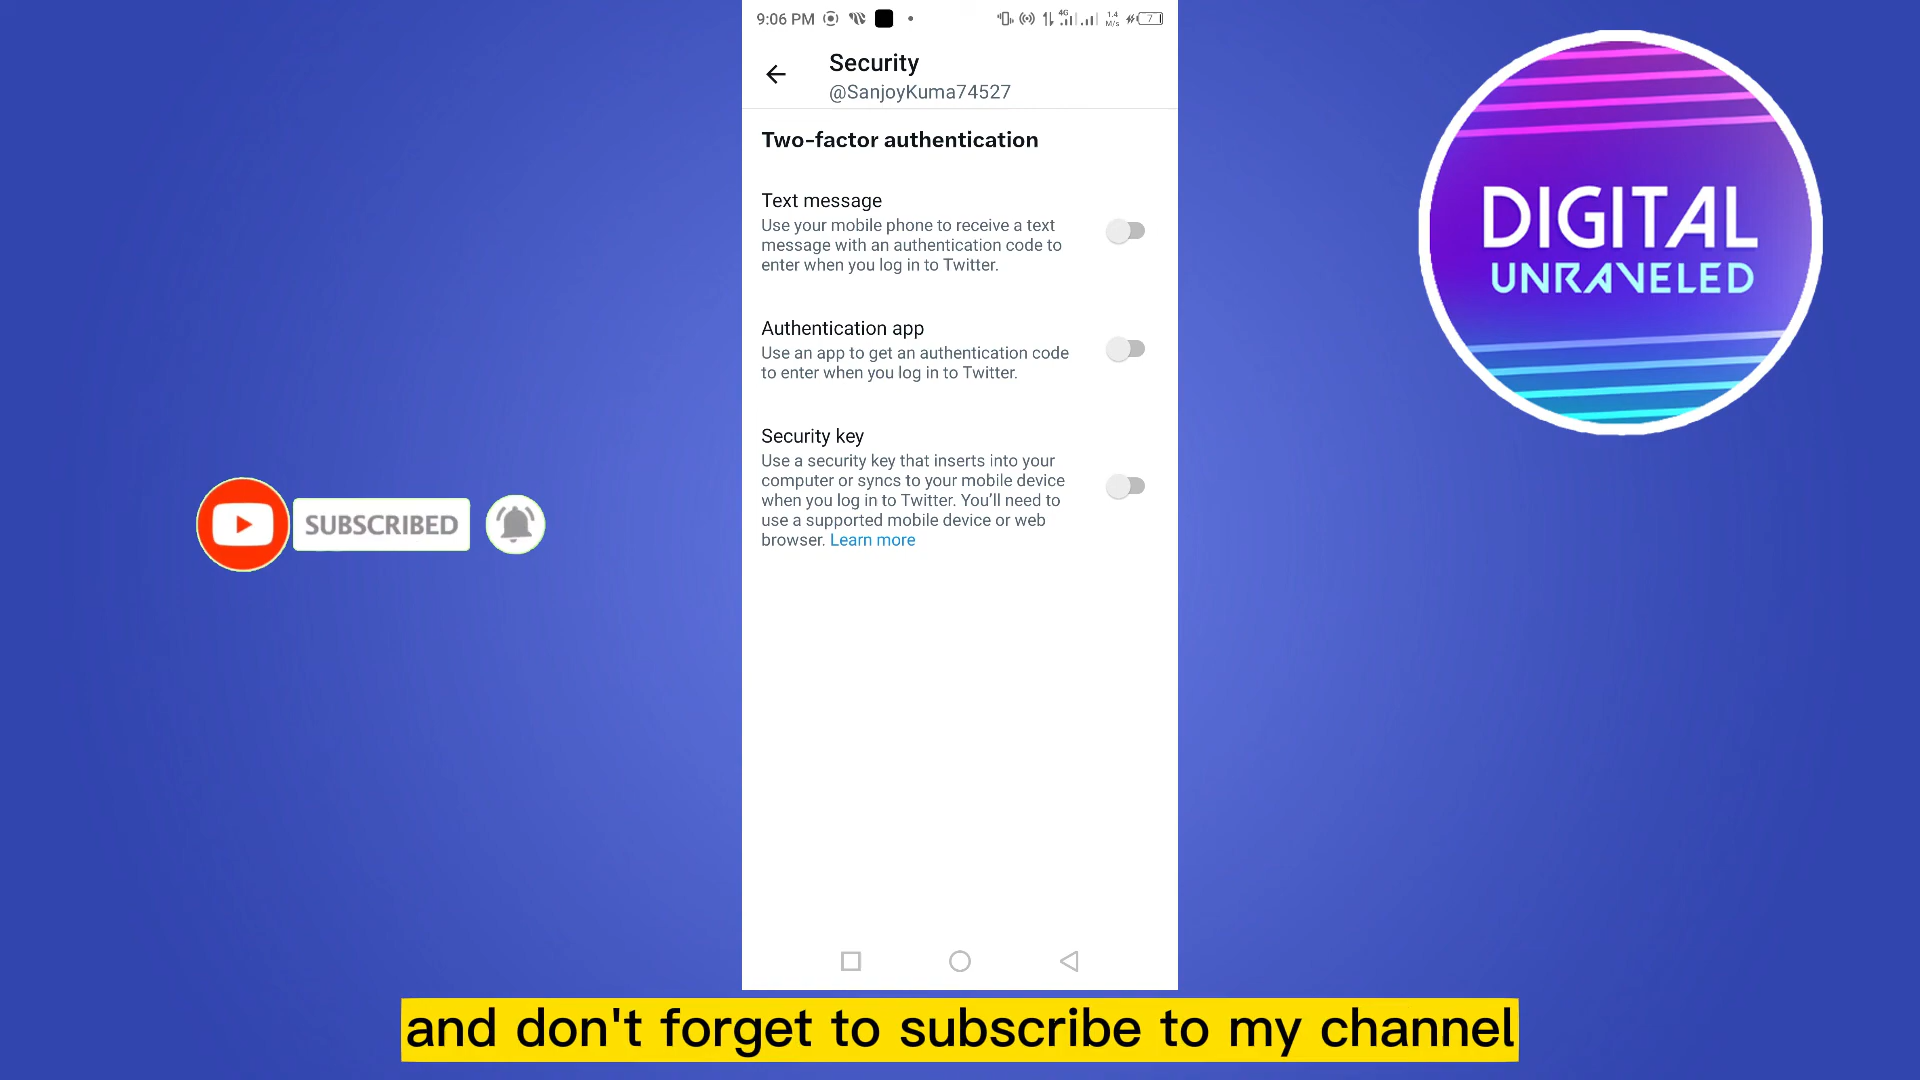 9:06 PM
4G
1.4
M/s
7
Security
@SanjoyKuma74527
Two-factor authentication
Text message
Use your mobile phone to receive a text
message with an authentication code to
enter when you log in to Twitter.
Authentication app
Use an app to get an authentication code
to enter when you log in to Twitter.
Security key
Use a security key that inserts into your
computer or syncs to your mobile device
when you log in to Twitter. You’ll need to
use a supported mobile device or web
browser. Learn more
DIGITAL
UNRAVELED
SUBSCRIBED
and don't forget to subscribe to my channel